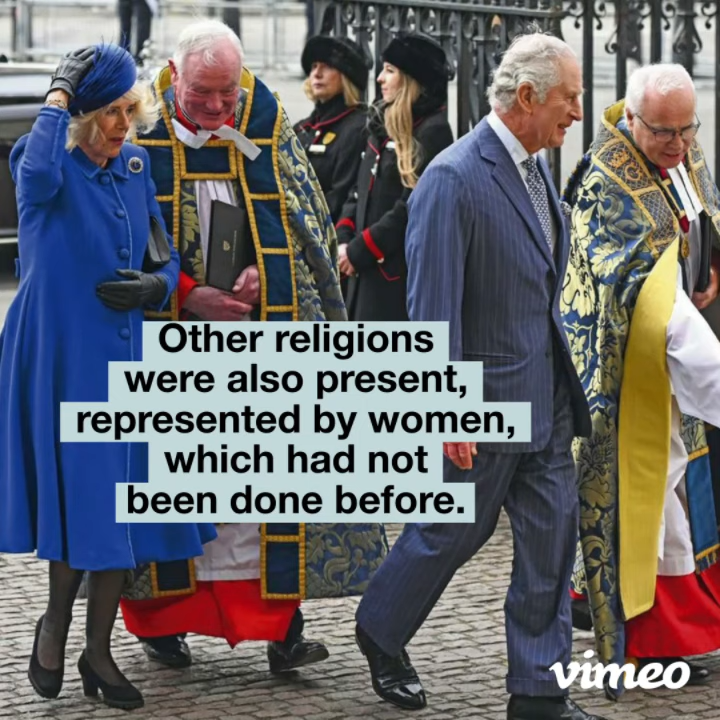 Other religions
were also present,
represented by women,
which had not
been done before.
vimeo